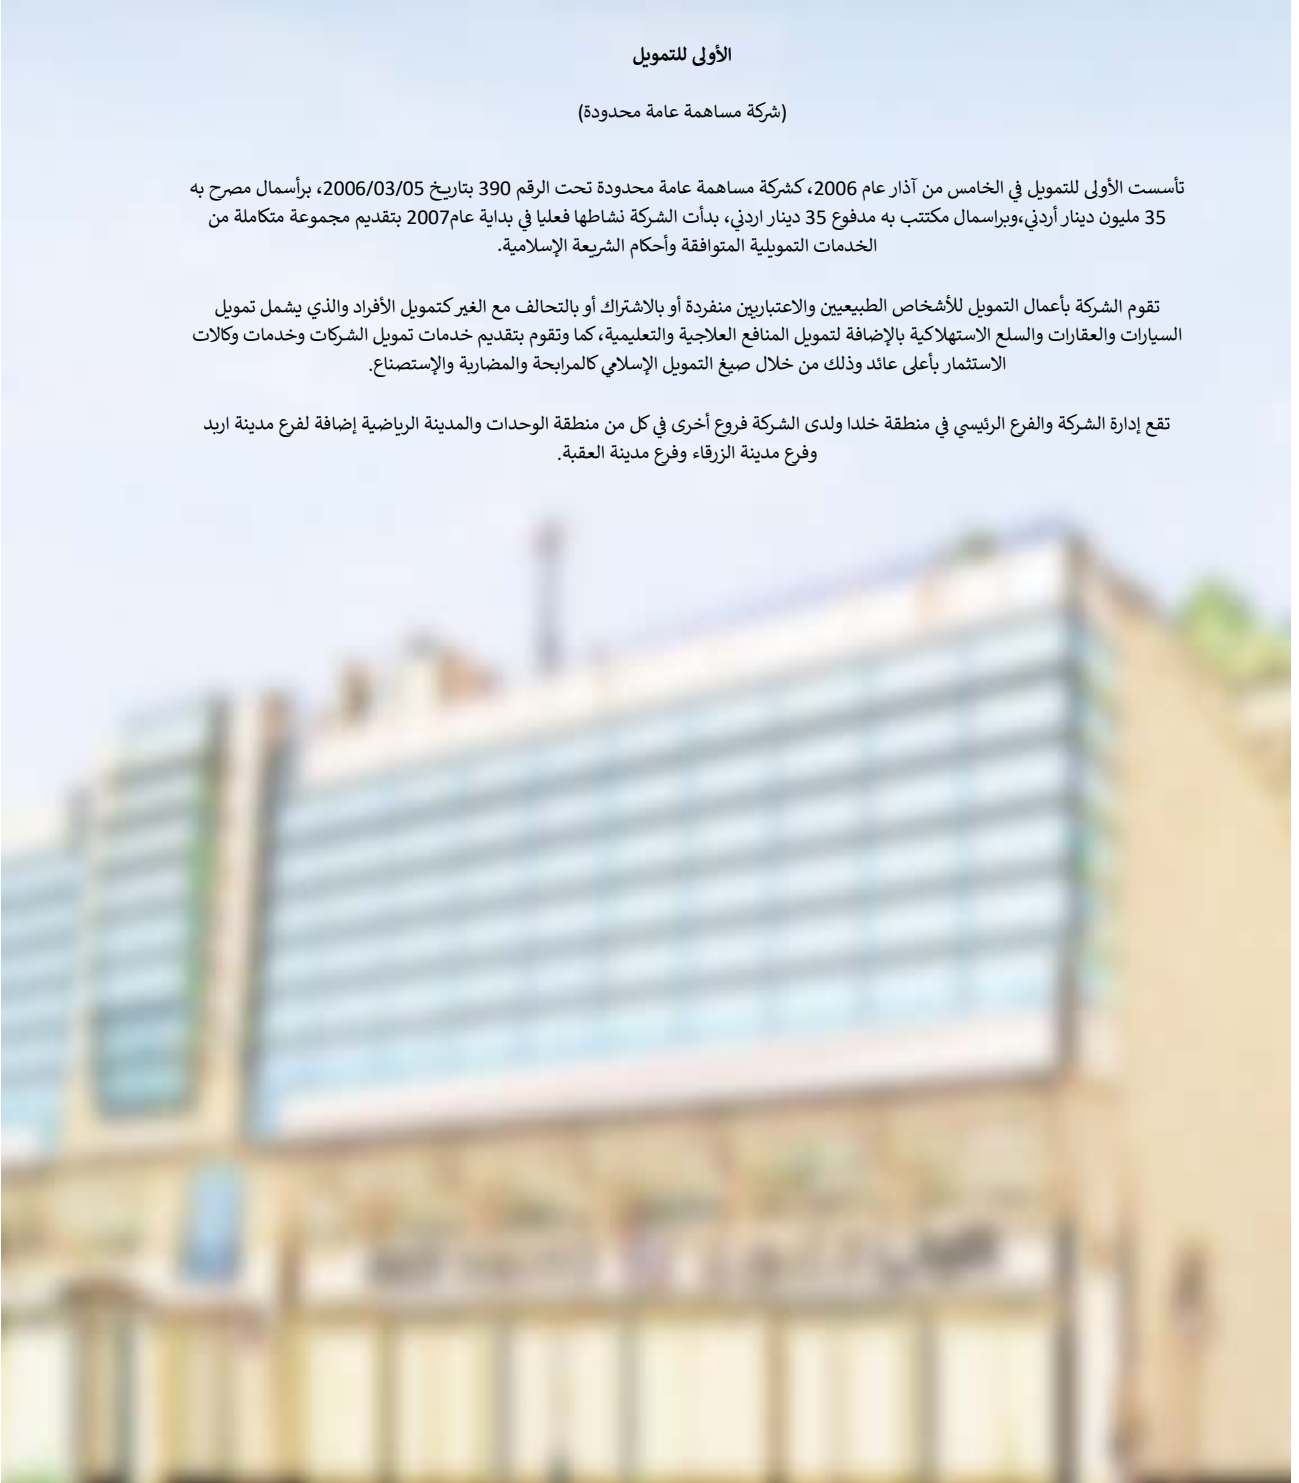 الأولى للتمويل
(شركة مساهمة عامة محدودة)
تأسست الأولى للتمويل في الخامس من آذار عام 2006، كشركة مساهمة عامة محدودة تحت الرقم 390 بتاريخ 2006/03/05، برأسمال مصرح به
35 مليون دينار أردني،وبراسمال مكتتب به مدفوع 35 دينار اردني، بدأت الشركة نشاطها فعليا في بداية عام2007 بتقديم مجموعة متكاملة من
الخدمات التمويلية المتوافقة وأحكام الشريعة الإسلامية.
تقوم الشركة بأعمال التمويل للأشخاص الطبيعيين والاعتباريين منفردة أو بالاشتراك أو بالتحالف مع الغير كتمويل الأفراد والذي يشمل تمويل
السيارات والعقارات والسلع الاستهلاكية بالإضافة لتمويل المنافع العلاجية والتعليمية، كما وتقوم بتقديم خدمات تمويل الشركات وخدمات وكالات
الاستثمار بأعلى عائد وذلك من خلال صيغ التمويل الإسلامي كالمرابحة والمضاربة والإستصناع.
تقع إدارة الشركة والفرع الرئيسي في منطقة خلدا ولدى الشركة فروع أخرى في كل من منطقة الوحدات والمدينة الرياضية إضافة لفرع مدينة اربد
وفرع مدينة الزرقاء وفرع مدينة العقبة.